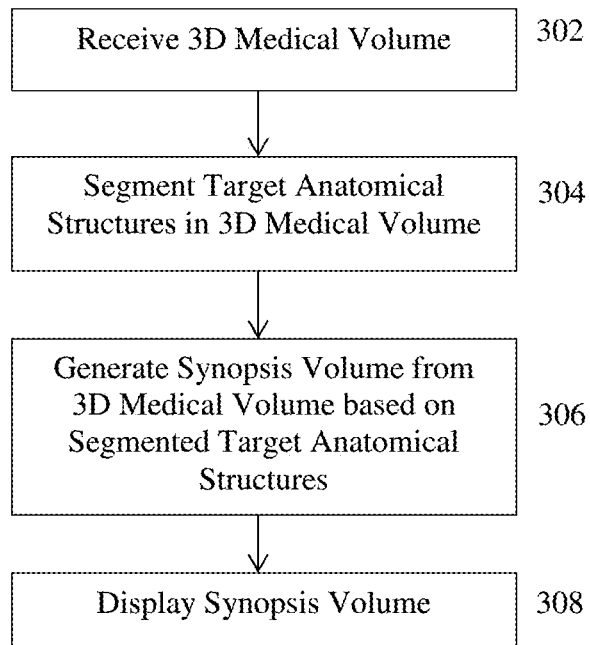 Receive 3D Medical Volume
302
Segment Target Anatomical
Structures in 3D Medical Volume
304
Generate Synopsis Volume from
3D Medical Volume based on
Segmented Target Anatomical
Structures
306
Display Synopsis Volume
308